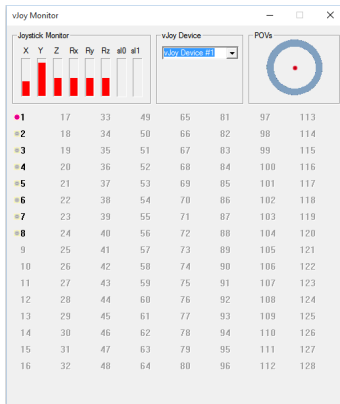 vJoy Monitor
Joystick Monitor
X Y Z Rx Ry Rz sl0 sl1
vJoy Device
vJoy Device #1
POVs
1 17 33 49 65 81 97 113
2 18 34 50 66 82 98 114
3 19 35 51 67 83 99 115
4 20 36 52 68 84 100 116
5 21 37 53 69 85 101 117
6 22 38 54 70 86 102 118
7 23 39 55 71 87 103 119
8 24 40 56 72 88 104 120
9 25 41 57 73 89 105 121
10 26 42 58 74 90 106 122
11 27 43 59 75 91 107 123
12 28 44 60 76 92 108 124
13 29 45 61 77 93 109 125
14 30 46 62 78 94 110 126
15 31 47 63 79 95 111 127
16 32 48 64 80 96 112 128